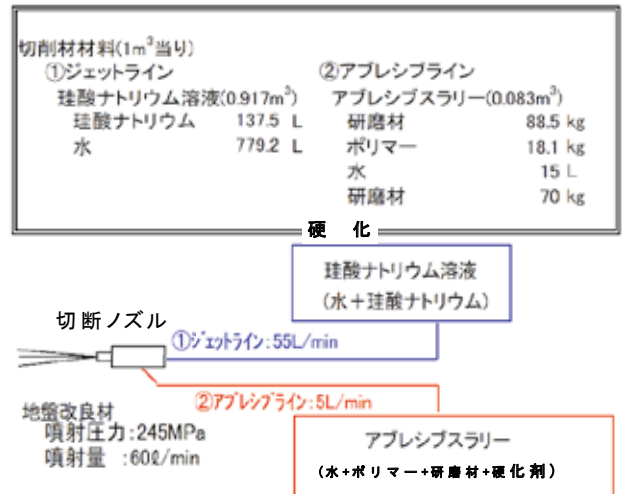 切削材材料(1m³当り)
①ジェットライン
珪酸ナトリウム溶液(0.917m³)
珪酸ナトリウム 137.5 L
水 779.2 L
②アブレシブライン
アブレシブスラリー(0.083m³)
研磨材 88.5 kg
ポリマー 18.1 kg
水 15 L
研磨材 70 kg
硬 化
珪酸ナトリウム溶液
(水+珪酸ナトリウム)
切断ノズル
①ジェットライン:55L/min
②アブレシブライン:5L/min
地盤改良材
噴射圧力:245MPa
噴射量 :60ℓ/min
アブレシブスラリー
(水+ポリマー+研磨材+硬化剤)